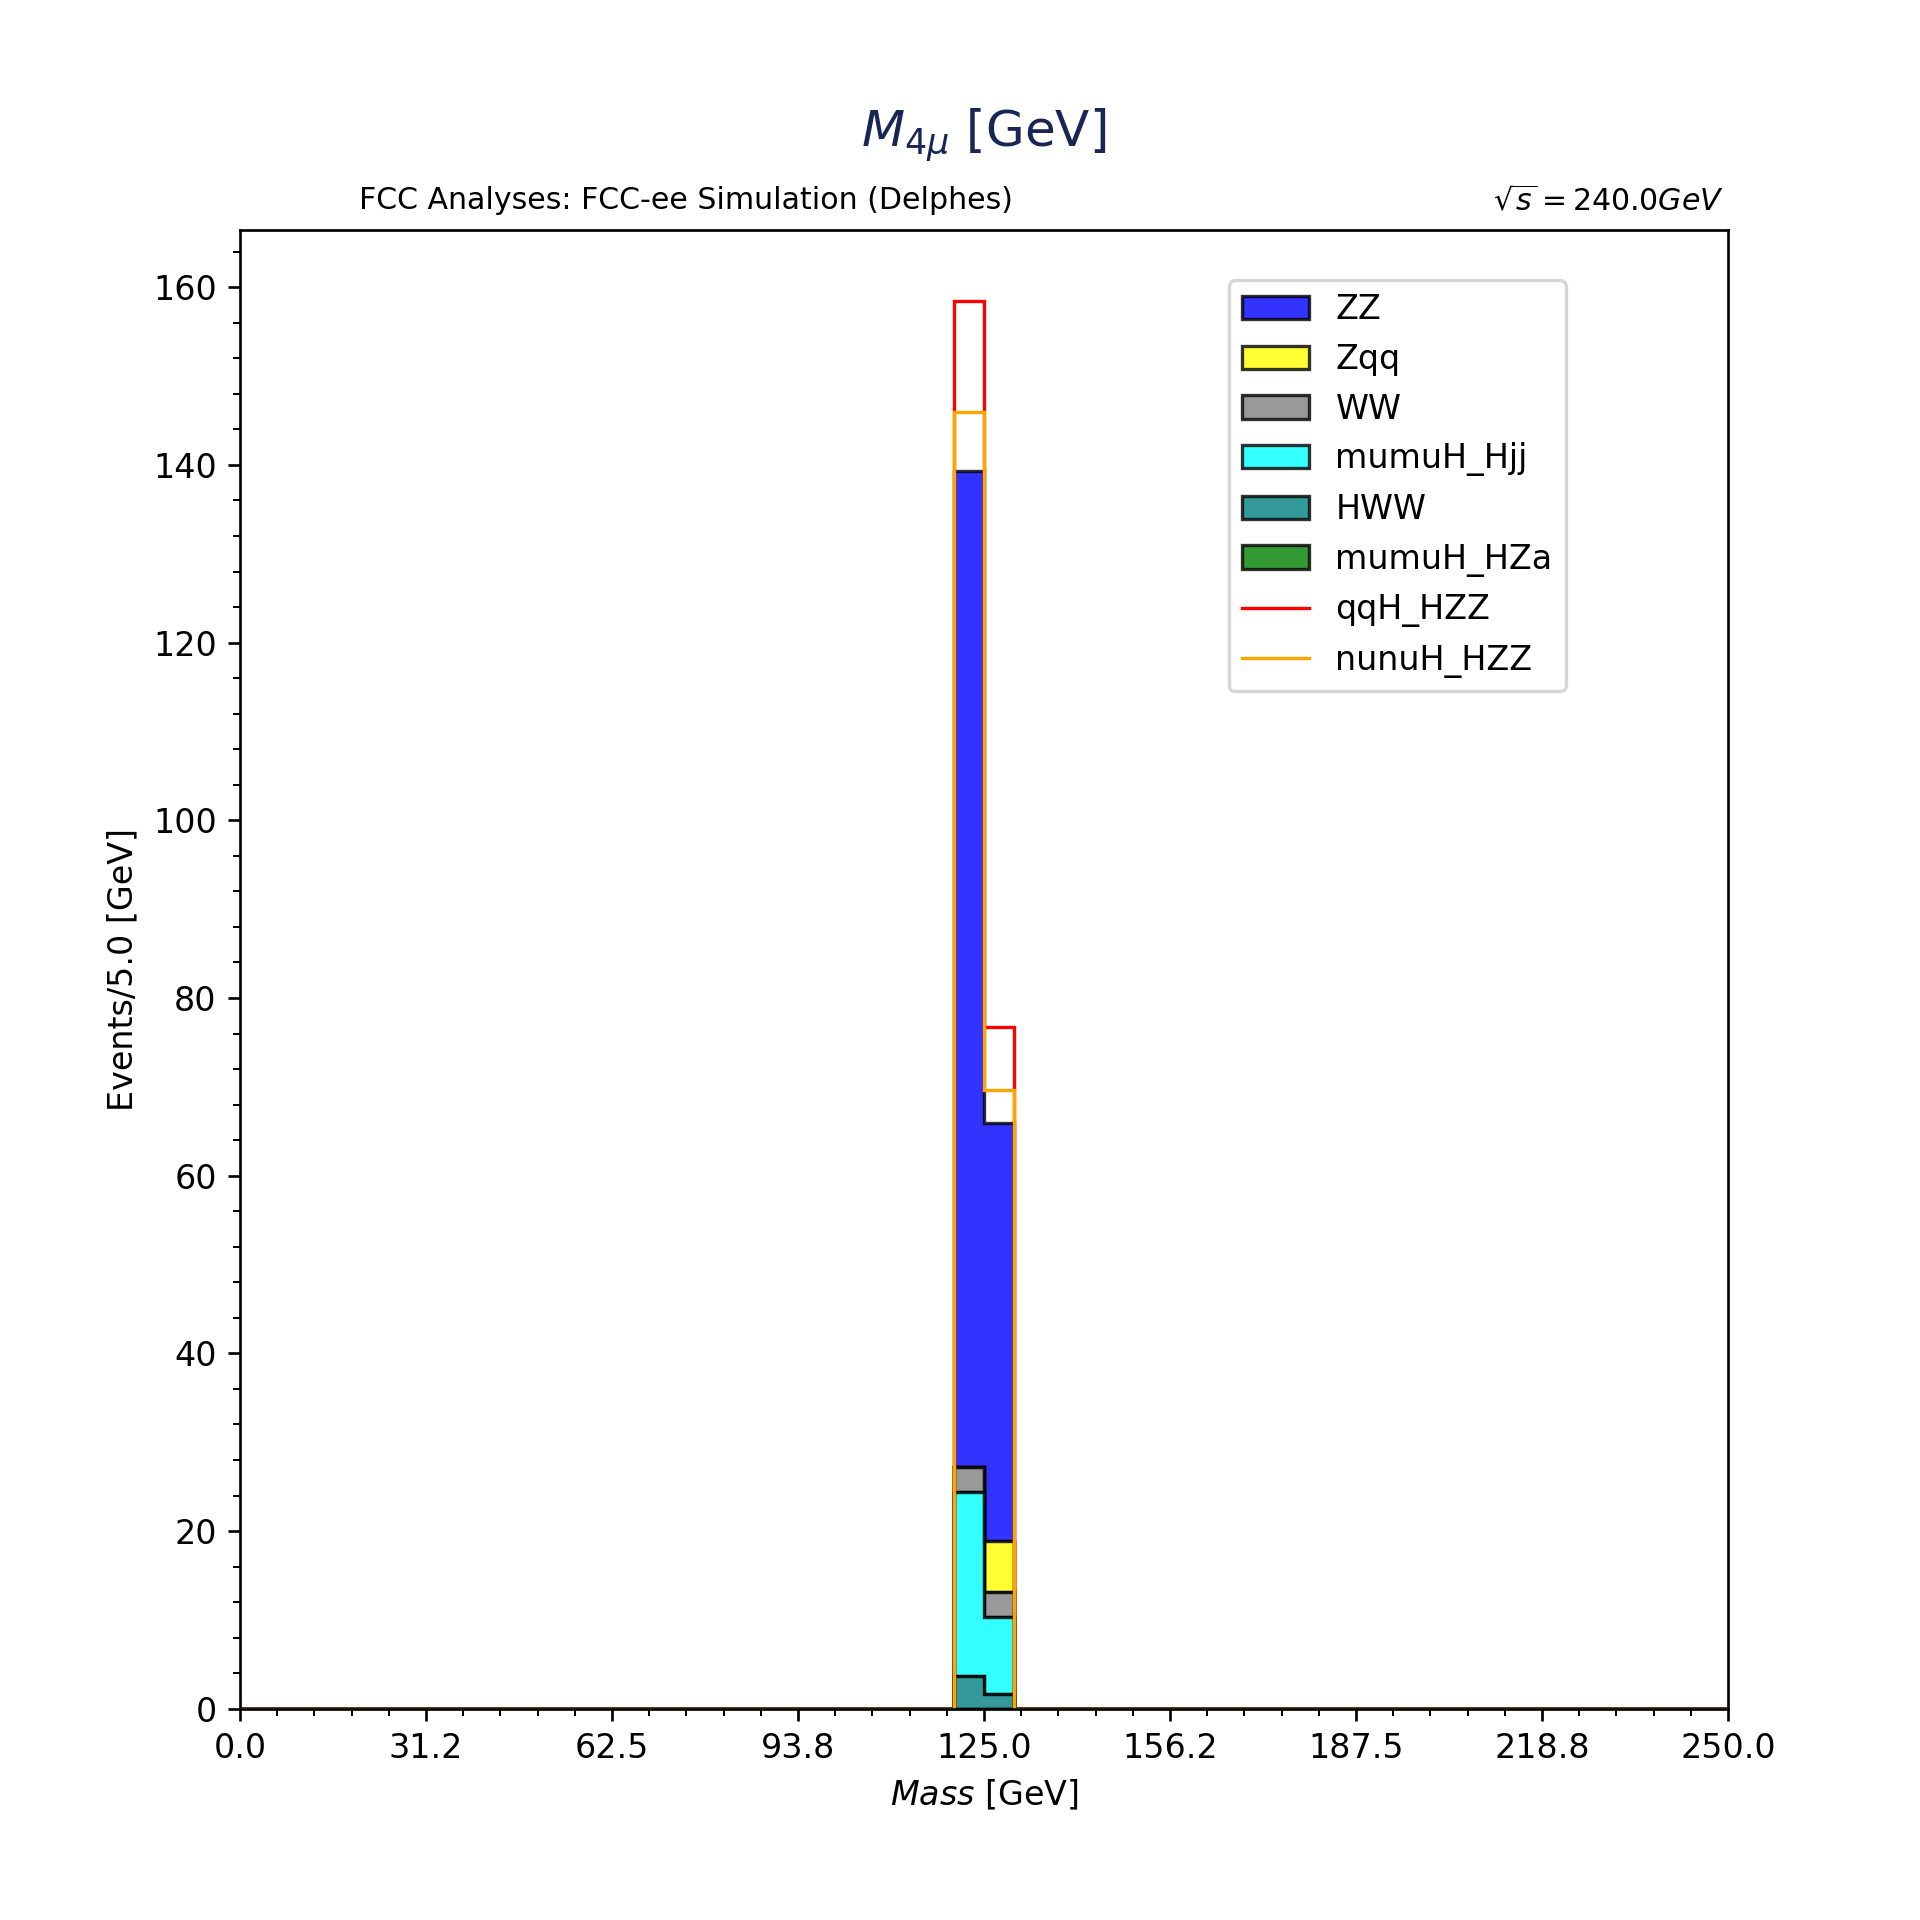 M4μ [GeV]
FCC Analyses: FCC-ee Simulation (Delphes)
√s = 240.0GeV
160
140
120
100
80
60
40
20
0
Events/5.0 [GeV]
ZZ
Zqq
WW
mumuH_Hjj
HWW
mumuH_HZa
qqH_HZZ
nunuH_HZZ
0.0 31.2 62.5 93.8 125.0 156.2 187.5 218.8 250.0
Mass [GeV]